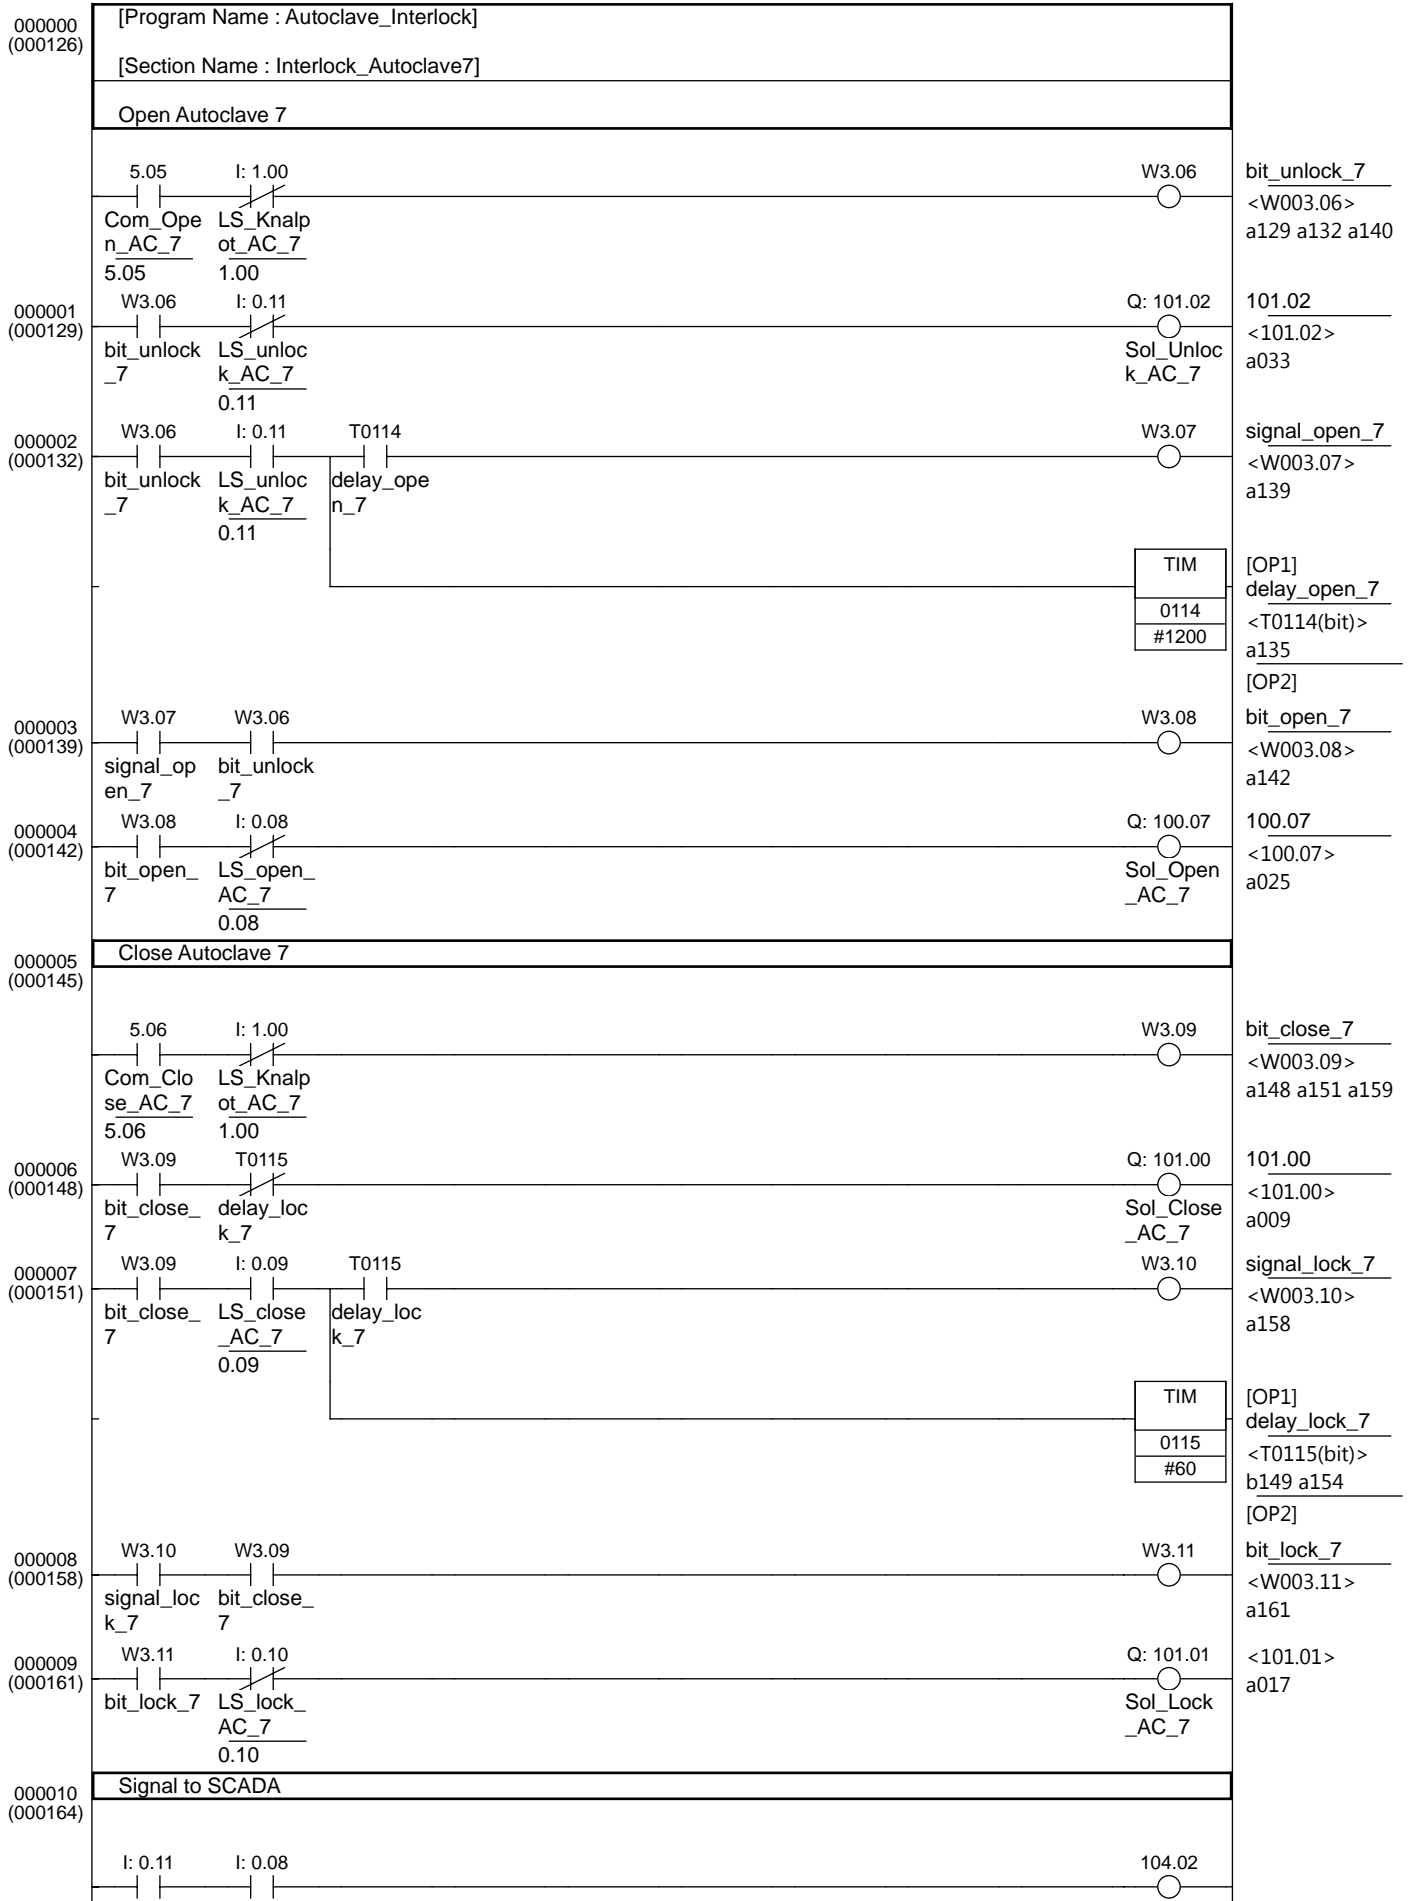 000000
(000126)
[Program Name : Autoclave_Interlock]
[Section Name : Interlock_Autoclave7]
Open Autoclave 7
5.05 I: 1.00 W3.06 bit_unlock_7
Com_Ope LS_Knalp <W003.06>
n_AC_7 ot_AC_7 a129 a132 a140
5.05 1.00
000001
(000129)
W3.06 I: 0.11 Q: 101.02 101.02
bit_unlock LS_unloc Sol_Unloc <101.02>
_7 k_AC_7 k_AC_7 a033
0.11
000002
(000132)
W3.06 I: 0.11 T0114 W3.07 signal_open_7
bit_unlock LS_unloc delay_ope <W003.07>
_7 k_AC_7 n_7 a139
0.11
TIM [OP1]
delay_open_7
0114 <T0114(bit)>
#1200 a135
[OP2]
000003
(000139)
W3.07 W3.06 W3.08 bit_open_7
signal_op bit_unlock <W003.08>
en_7 _7 a142
000004
(000142)
W3.08 I: 0.08 Q: 100.07 100.07
bit_open_ LS_open_ Sol_Open <100.07>
7 AC_7 _AC_7 a025
0.08
000005
(000145)
Close Autoclave 7
5.06 I: 1.00 W3.09 bit_close_7
Com_Clo LS_Knalp <W003.09>
se_AC_7 ot_AC_7 a148 a151 a159
5.06 1.00
000006
(000148)
W3.09 T0115 Q: 101.00 101.00
bit_close_ delay_loc Sol_Close <101.00>
7 k_7 _AC_7 a009
000007
(000151)
W3.09 I: 0.09 T0115 W3.10 signal_lock_7
bit_close_ LS_close delay_loc <W003.10>
7 _AC_7 k_7 a158
0.09
TIM [OP1]
delay_lock_7
0115 <T0115(bit)>
#60 b149 a154
[OP2]
000008
(000158)
W3.10 W3.09 W3.11 bit_lock_7
signal_loc bit_close_ <W003.11>
k_7 7 a161
000009
(000161)
W3.11 I: 0.10 Q: 101.01 <101.01>
bit_lock_7 LS_lock_ Sol_Lock a017
AC_7 _AC_7
0.10
000010
(000164)
Signal to SCADA
I: 0.11 I: 0.08 104.02